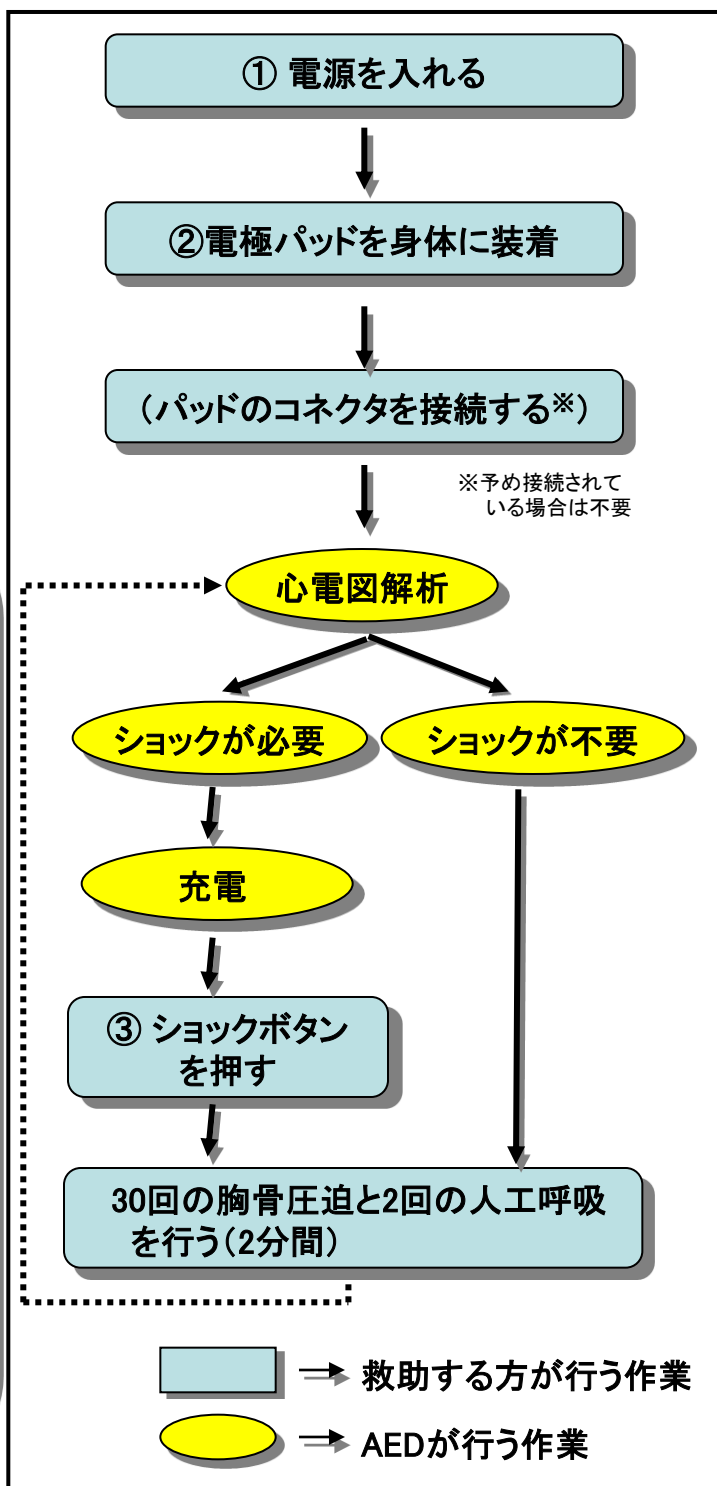 ① 電源を入れる
②電極パッドを身体に装着
(パッドのコネクタを接続する※)
※予め接続されて
いる場合は不要
心電図解析
ショックが必要
ショックが不要
充電
③ ショックボタン
を押す
30回の胸骨圧迫と2回の人工呼吸
を行う(2分間)
救助する方が行う作業
AEDが行う作業